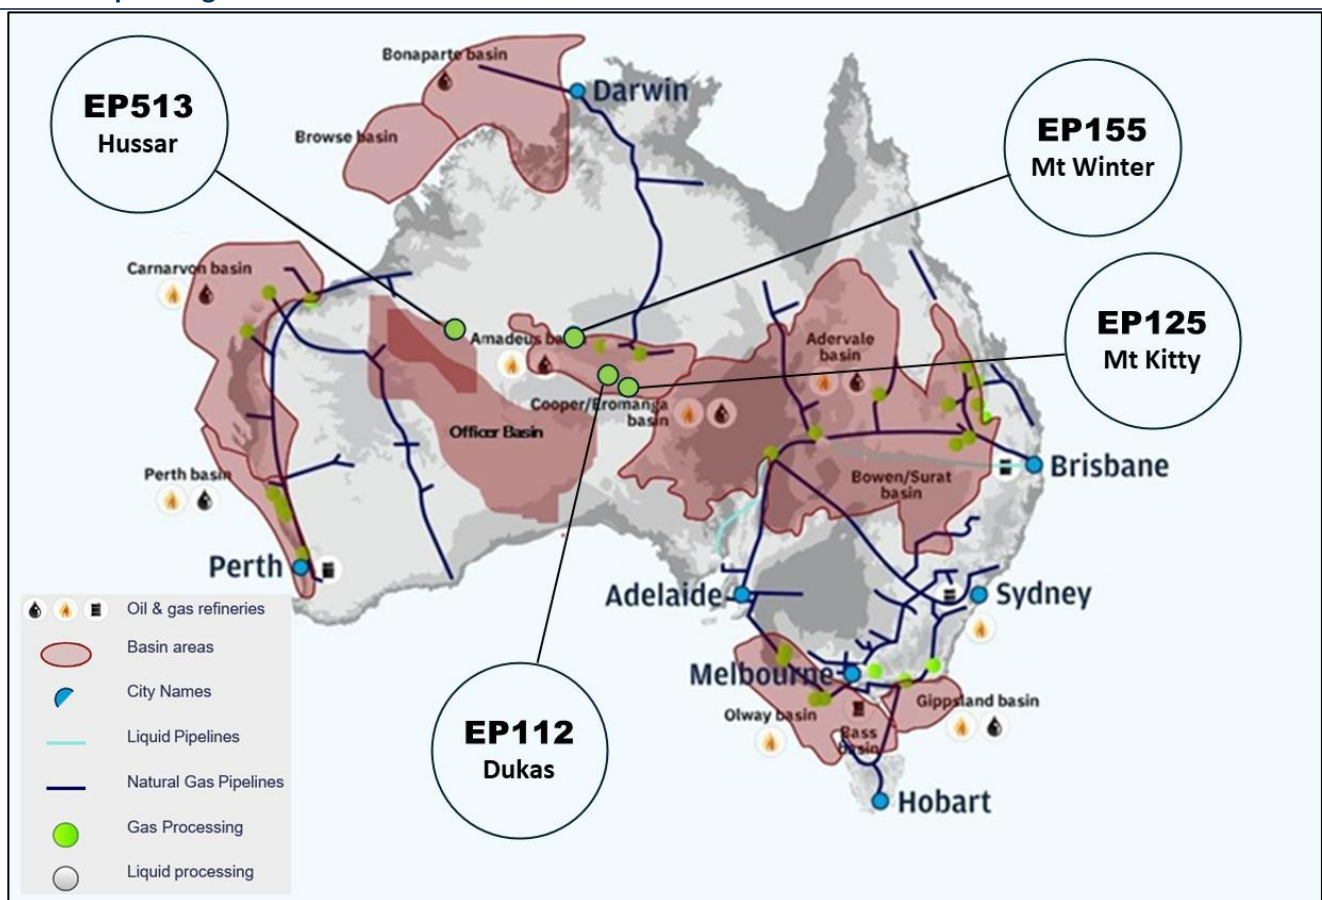 Bonaparte basin
EP513
Hussar
Darwin
EP155
Mt Winter
Browse basin
Carnarvon basin
EP125
Mt Kitty
Amadeus ba
Adervale
basin
Cooper/Eromanga
basin
Officer Basin
Perth basin
Brisbane
Bowen/Surat
basin
Perth
Adelaide
Sydney
Oil & gas refineries
Basin areas
City Names
Liquid Pipelines
Natural Gas Pipelines
Gas Processing
Liquid processing
Melbourne
Olway basin
Gippsland basin
Bass
basin
EP112
Dukas
Hobart